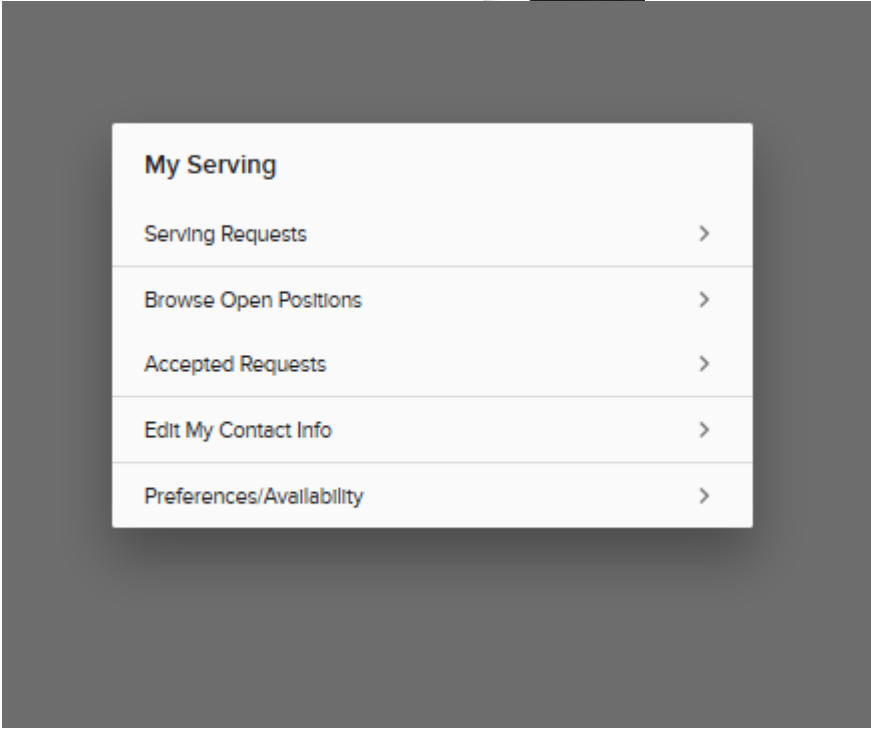 My Serving
Serving Requests
Browse Open Positions
Accepted Requests
Edit My Contact Info
Preferences/Availability